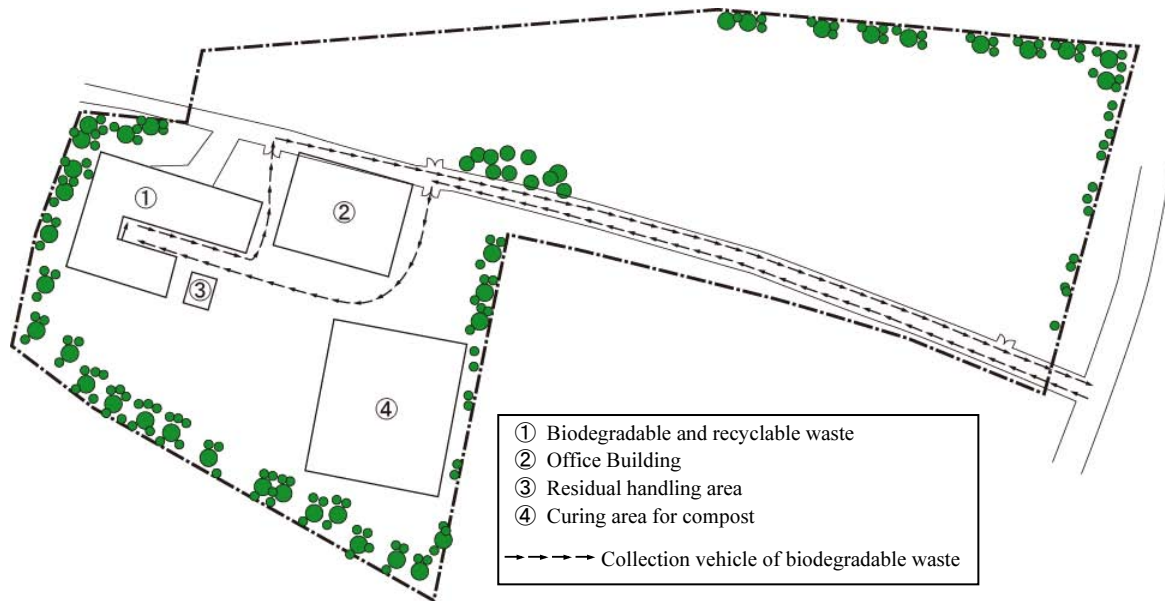 ①
②
③
④
① Biodegradable and recyclable waste
② Office Building
③ Residual handling area
④ Curing area for compost
Collection vehicle of biodegradable waste